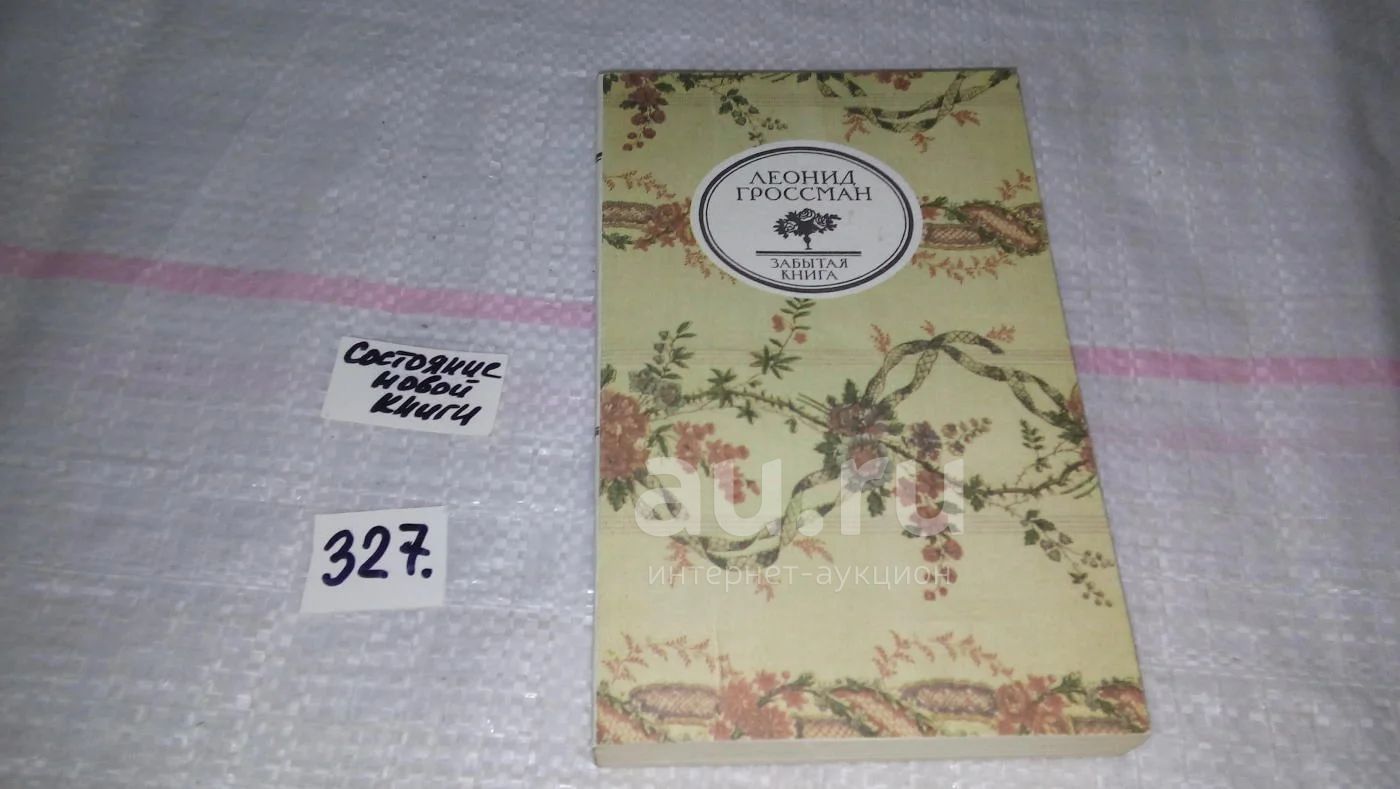 ЛЕОНИД
ГРОССМАН
ЗАБЫТАЯ
КНИГА
Состояние
новой
книги
327.
au.ru
интернет-аукцион